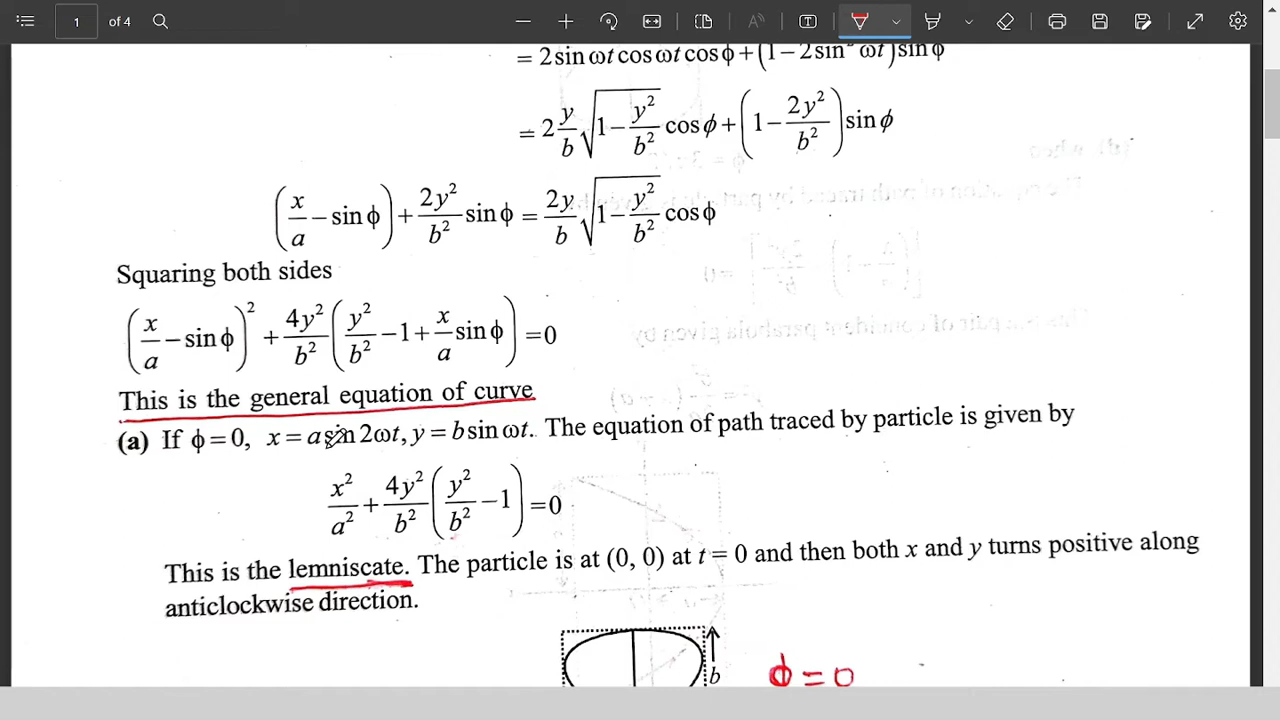 1 of 4
= 2 sin ωt cos ωt cos ϕ + (1 − 2 sin² ωt) sin ϕ
= 2 y/b √(1 − y²/b²) cos ϕ + (1 − 2y²/b²) sin ϕ
(x/a − sin ϕ) + 2y²/b² sin ϕ = 2y/b √(1 − y²/b²) cos ϕ
Squaring both sides
(x/a − sin ϕ)² + 4y²/b² (y²/b² − 1 + x/a sin ϕ) = 0
This is the general equation of curve
(a) If ϕ = 0, x = a sin 2ωt, y = b sin ωt. The equation of path traced by particle is given by
x²/a² + 4y²/b² (y²/b² − 1) = 0
This is the lemniscate. The particle is at (0, 0) at t = 0 and then both x and y turns positive along
anticlockwise direction.
b
ϕ = 0